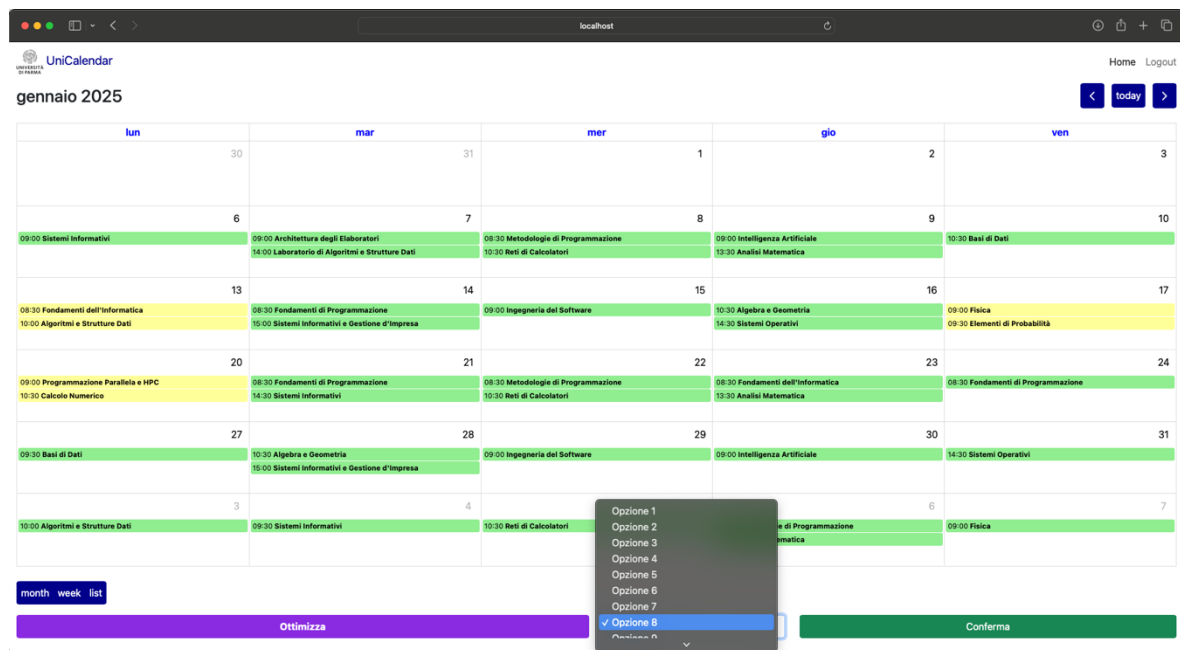 localhost
UNIVERSITÀ
DI PARMA
UniCalendar
Home Logout
gennaio 2025
today
lun mar mer gio ven
30 31 1 2 3
6 7 8 9 10
09:00 Sistemi Informativi
09:00 Architettura degli Elaboratori
14:00 Laboratorio di Algoritmi e Strutture Dati
08:30 Metodologie di Programmazione
10:30 Reti di Calcolatori
09:00 Intelligenza Artificiale
13:30 Analisi Matematica
10:30 Basi di Dati
13 14 15 16 17
08:30 Fondamenti dell'Informatica
10:00 Algoritmi e Strutture Dati
08:30 Fondamenti di Programmazione
15:00 Sistemi Informativi e Gestione d'Impresa
09:00 Ingegneria del Software
10:30 Algebra e Geometria
14:30 Sistemi Operativi
09:00 Fisica
09:30 Elementi di Probabilità
20 21 22 23 24
09:00 Programmazione Parallela e HPC
10:30 Calcolo Numerico
08:30 Fondamenti di Programmazione
14:30 Sistemi Informativi
08:30 Metodologie di Programmazione
10:30 Reti di Calcolatori
08:30 Fondamenti dell'Informatica
13:30 Analisi Matematica
08:30 Fondamenti di Programmazione
27 28 29 30 31
09:30 Basi di Dati
10:30 Algebra e Geometria
15:00 Sistemi Informativi e Gestione d'Impresa
09:00 Ingegneria del Software
09:00 Intelligenza Artificiale
14:30 Sistemi Operativi
3 4 6 7
10:00 Algoritmi e Strutture Dati
09:30 Sistemi Informativi
10:30 Reti di Calcolatori
di Programmazione
09:00 Fisica
Opzione 1
Opzione 2
Opzione 3
Opzione 4
Opzione 5
Opzione 6
Opzione 7
✓ Opzione 8
Opzione 9
month week list
Ottimizza
Conferma